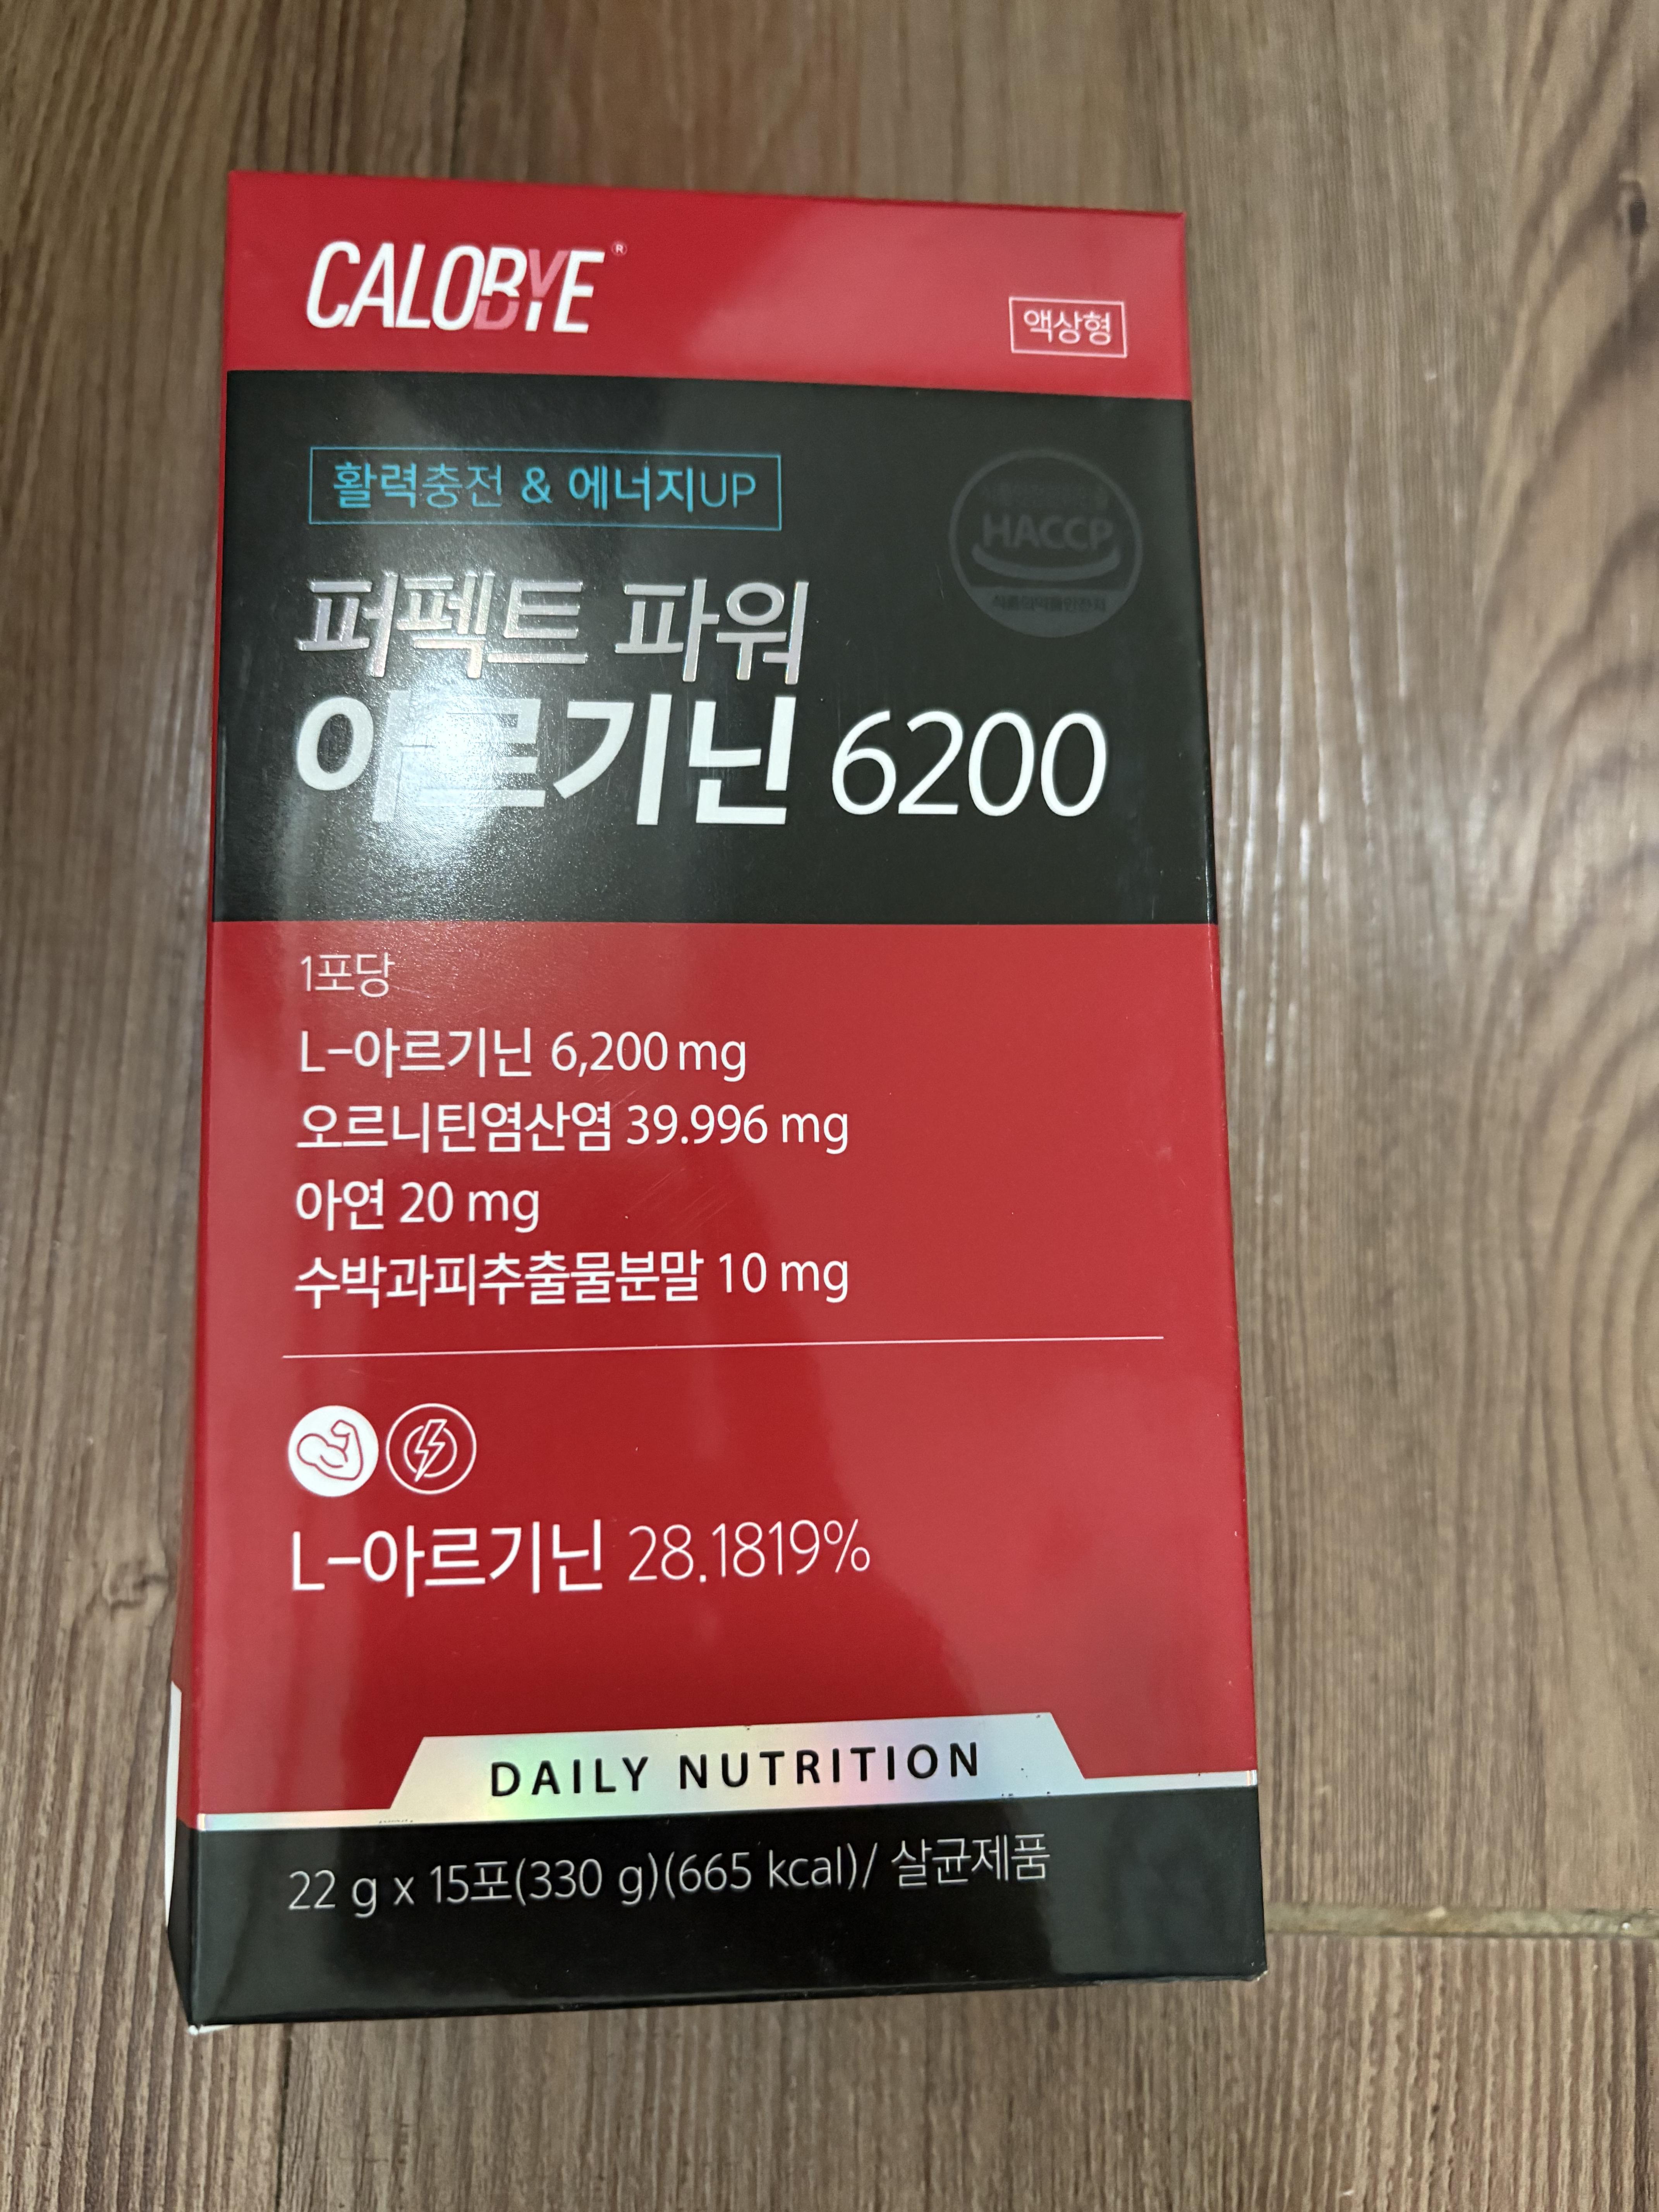 CALOBYE®
액상형
활력충전 & 에너지UP
HACCP
퍼펙트 파워
아르기닌 6200
1포당
L-아르기닌 6,200 mg
오르니틴염산염 39.996 mg
아연 20 mg
수박과피추출물분말 10 mg
L-아르기닌 28.1819%
DAILY NUTRITION
22 g x 15포(330 g)(665 kcal)/ 살균제품